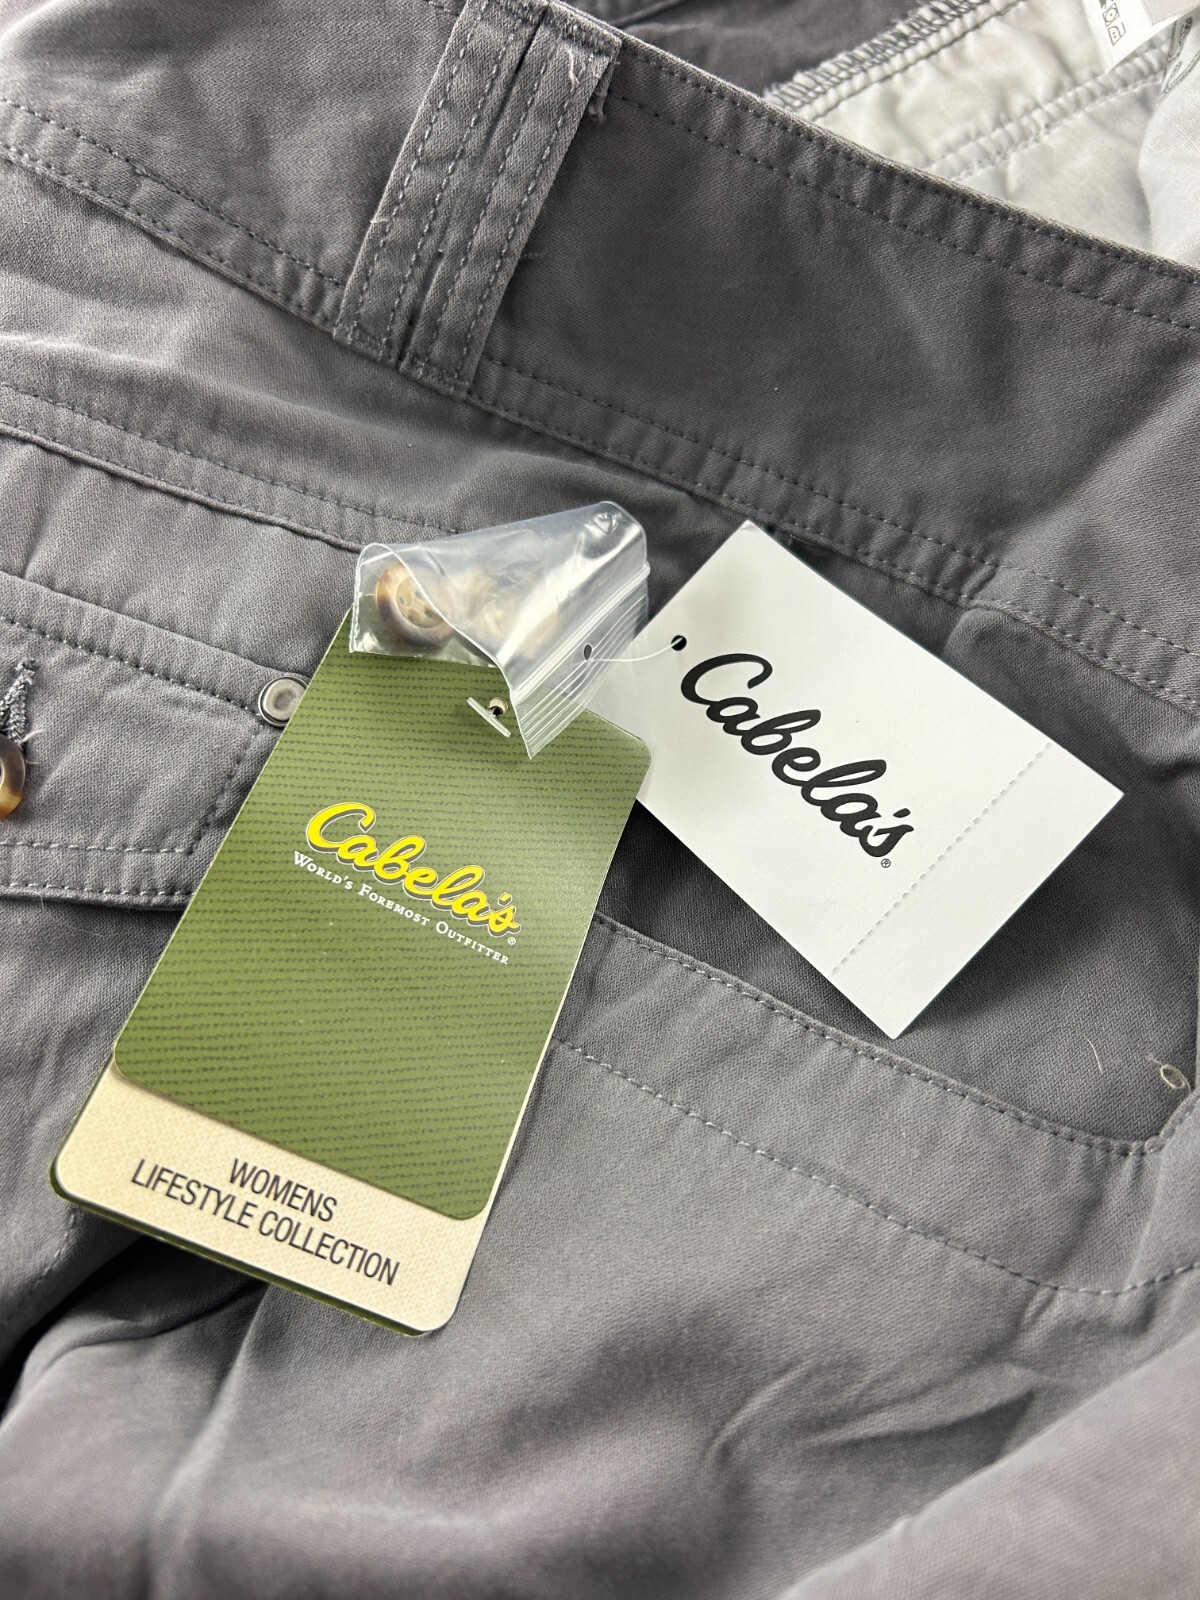 Cabela's®
Cabela's®
WORLD'S FOREMOST OUTFITTER
WOMENS
LIFESTYLE COLLECTION